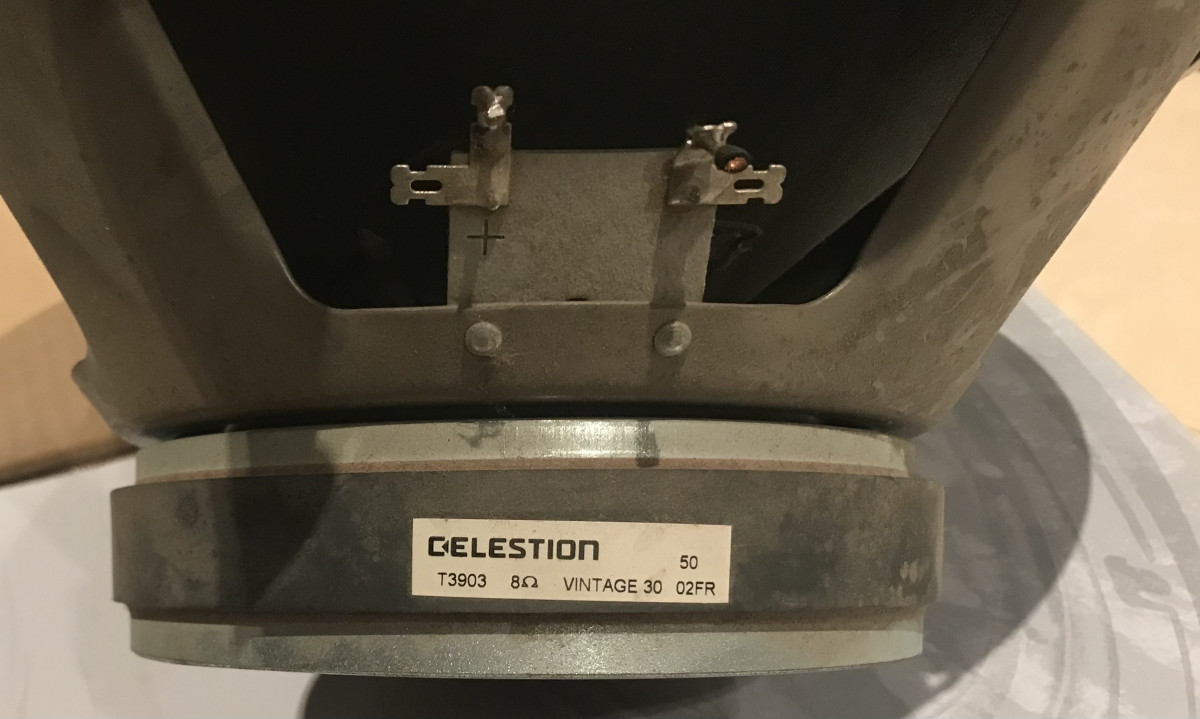 +
CELESTION
50
T3903 8Ω VINTAGE 30 02FR